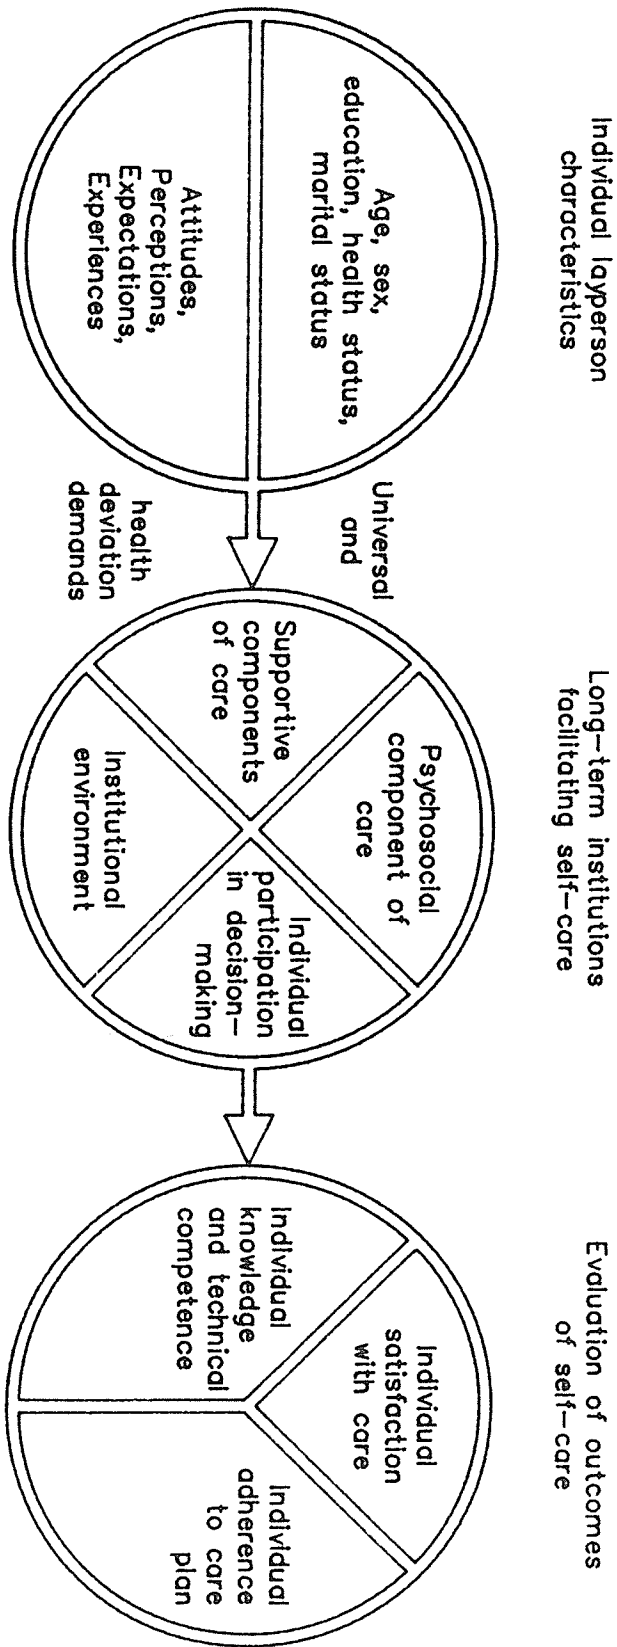 Individual layperson
characteristics
Age, sex,
education, health status,
marital status
Attitudes,
Perceptions,
Expectations,
Experiences
Universal
and
health
deviation
demands
Long-term institutions
facilitating self-care
Psychosocial
component of
care
Supportive
components
of care
Individual
participation
in decision-
making
Institutional
environment
Evaluation of outcomes
of self-care
Individual
satisfaction
with care
Individual
knowledge
and technical
competence
Individual
adherence
to care
plan